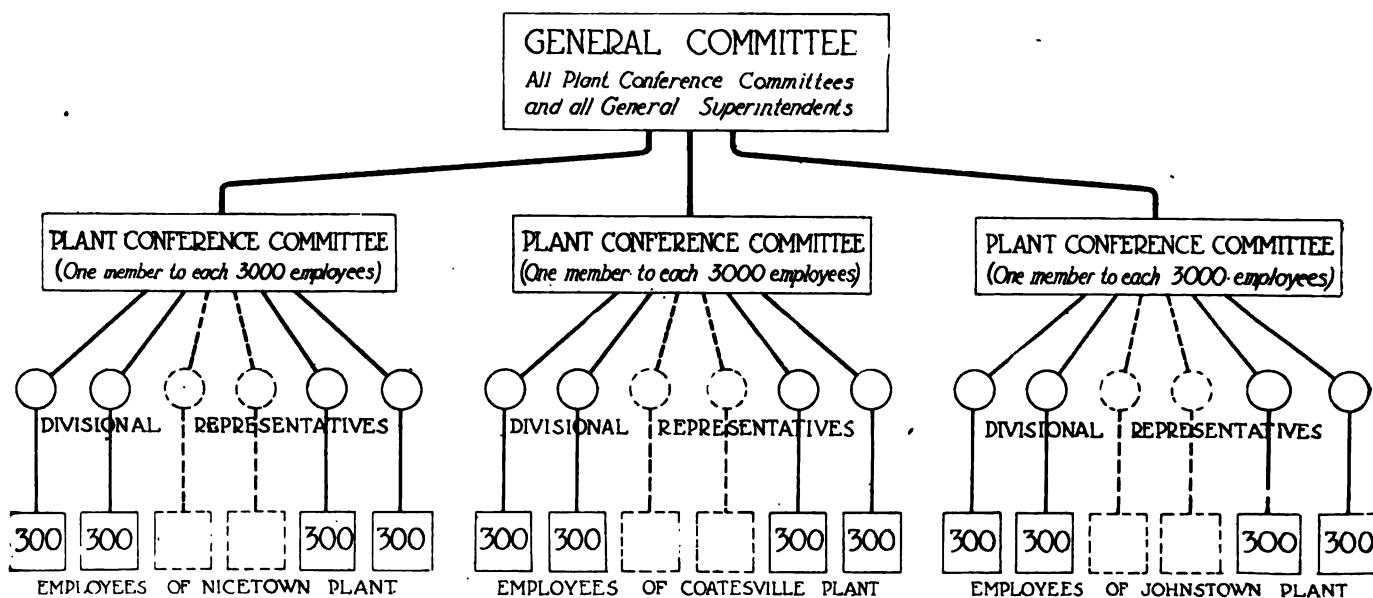 GENERAL COMMITTEE
All Plant Conference Committees
and all General Superintendents
PLANT CONFERENCE COMMITTEE
(One member to each 3000 employees)
PLANT CONFERENCE COMMITTEE
(One member to each 3000 employees)
PLANT CONFERENCE COMMITTEE
(One member to each 3000 employees)
DIVISIONAL REPRESENTATIVES
DIVISIONAL REPRESENTATIVES
DIVISIONAL REPRESENTATIVES
300 300 300 300
300 300 300 300
300 300 300 300
EMPLOYEES OF NICETOWN PLANT
EMPLOYEES OF COATESVILLE PLANT
EMPLOYEES OF JOHNSTOWN PLANT